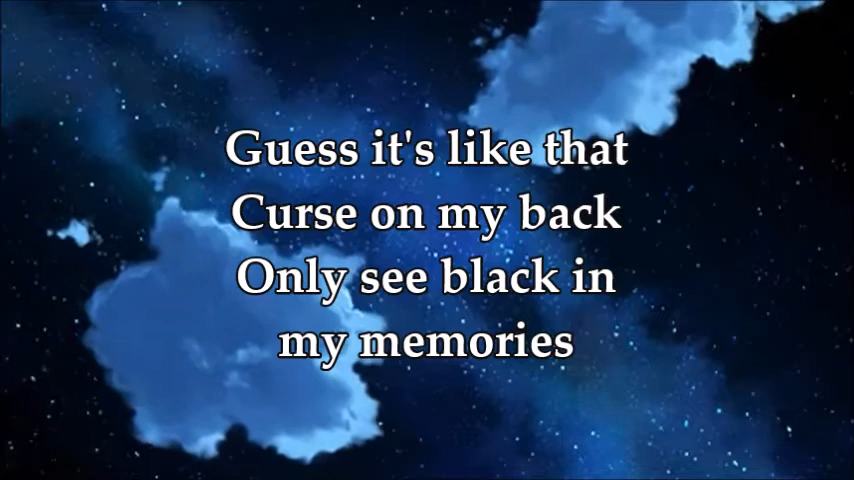 Guess it's like that
Curse on my back
Only see black in
my memories